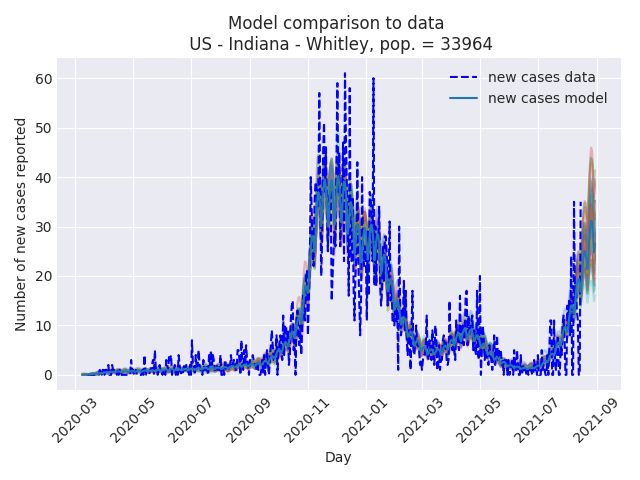 Model comparison to data
US - Indiana - Whitley, pop. = 33964
Number of new cases reported
60
50
40
30
20
10
0
new cases data
new cases model
2020-03
2020-05
2020-07
2020-09
2020-11
2021-01
2021-03
2021-05
2021-07
2021-09
Day